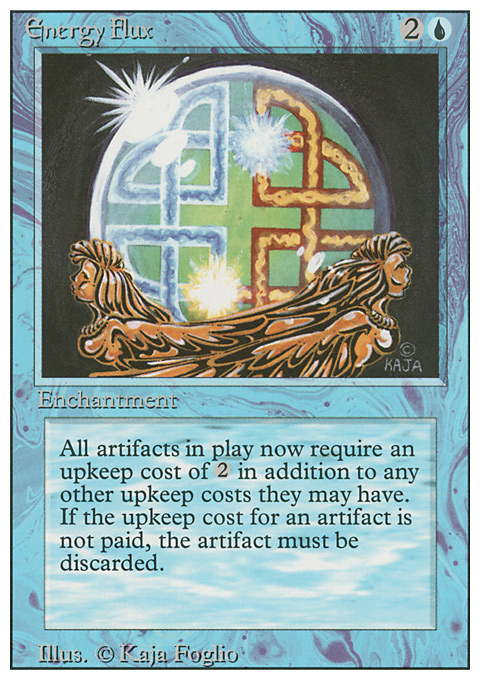 Energy Flux 2
© KAJA
Enchantment
All artifacts in play now require an
upkeep cost of 2 in addition to any
other upkeep costs they may have.
If the upkeep cost for an artifact is
not paid, the artifact must be
discarded.
Illus. © Kaja Foglio